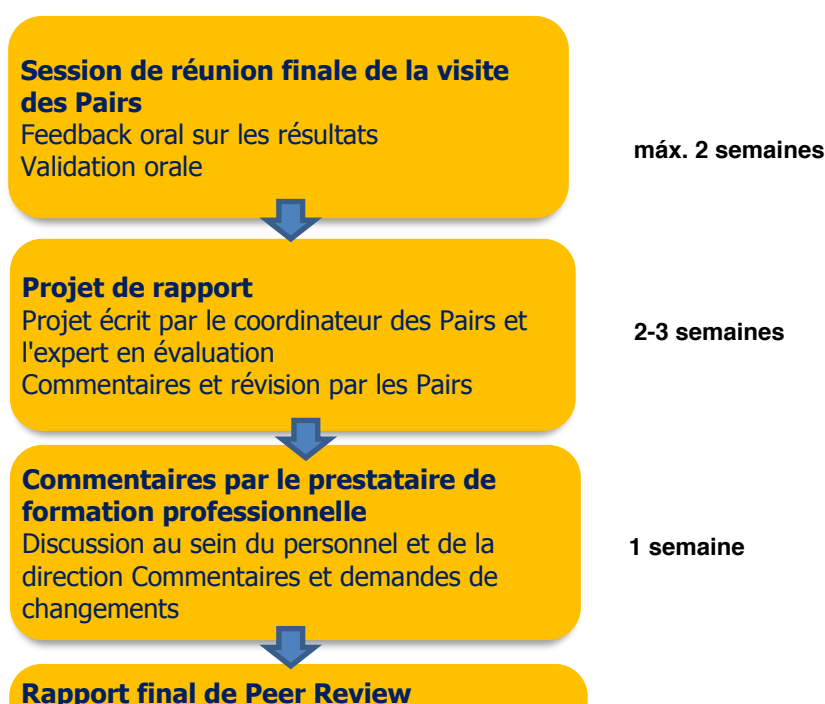 Session de réunion finale de la visite
des Pairs
Feedback oral sur les résultats
Validation orale
máx. 2 semaines
Projet de rapport
Projet écrit par le coordinateur des Pairs et
l'expert en évaluation
Commentaires et révision par les Pairs
2-3 semaines
Commentaires par le prestataire de
formation professionnelle
Discussion au sein du personnel et de la
direction Commentaires et demandes de
changements
1 semaine
Rapport final de Peer Review